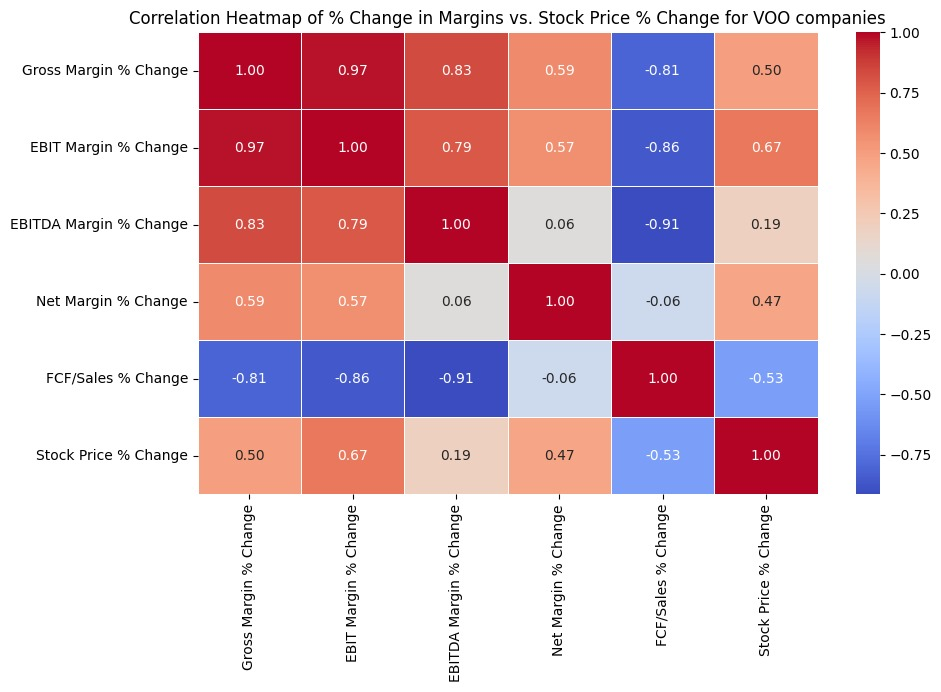 Correlation Heatmap of % Change in Margins vs. Stock Price % Change for VOO companies
Gross Margin % Change 1.00 0.97 0.83 0.59 -0.81 0.50
EBIT Margin % Change 0.97 1.00 0.79 0.57 -0.86 0.67
EBITDA Margin % Change 0.83 0.79 1.00 0.06 -0.91 0.19
Net Margin % Change 0.59 0.57 0.06 1.00 -0.06 0.47
FCF/Sales % Change -0.81 -0.86 -0.91 -0.06 1.00 -0.53
Stock Price % Change 0.50 0.67 0.19 0.47 -0.53 1.00
Gross Margin % Change
EBIT Margin % Change
EBITDA Margin % Change
Net Margin % Change
FCF/Sales % Change
Stock Price % Change
1.00
0.75
0.50
0.25
0.00
−0.25
−0.50
−0.75